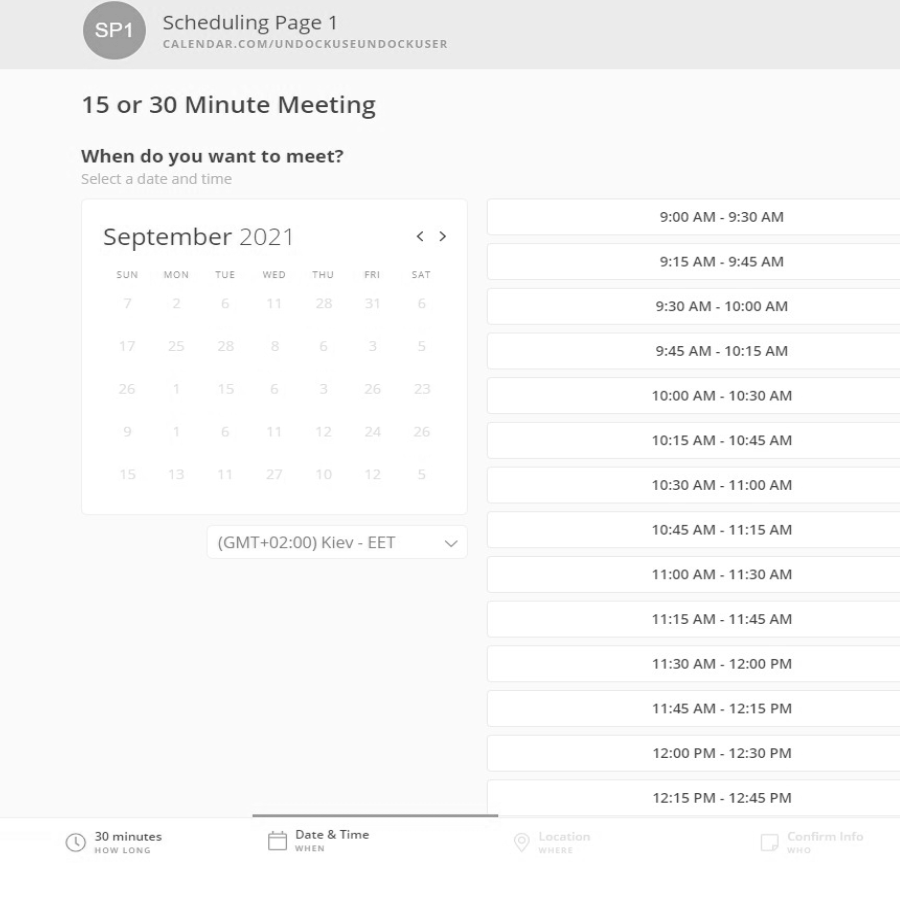 SP1
Scheduling Page 1
CALENDAR.COM/UNDOCKUSEUNDOCKUSER
15 or 30 Minute Meeting
When do you want to meet?
Select a date and time
September 2021
SUN MON TUE WED THU FRI SAT
7 2 6 11 28 31 6
17 25 28 8 6 3 5
26 1 15 6 3 26 23
9 1 6 11 12 24 26
15 13 11 27 10 12 5
(GMT+02:00) Kiev - EET
9:00 AM - 9:30 AM
9:15 AM - 9:45 AM
9:30 AM - 10:00 AM
9:45 AM - 10:15 AM
10:00 AM - 10:30 AM
10:15 AM - 10:45 AM
10:30 AM - 11:00 AM
10:45 AM - 11:15 AM
11:00 AM - 11:30 AM
11:15 AM - 11:45 AM
11:30 AM - 12:00 PM
11:45 AM - 12:15 PM
12:00 PM - 12:30 PM
12:15 PM - 12:45 PM
30 minutes
HOW LONG
Date & Time
WHEN
Location
WHERE
Confirm Info
WHO